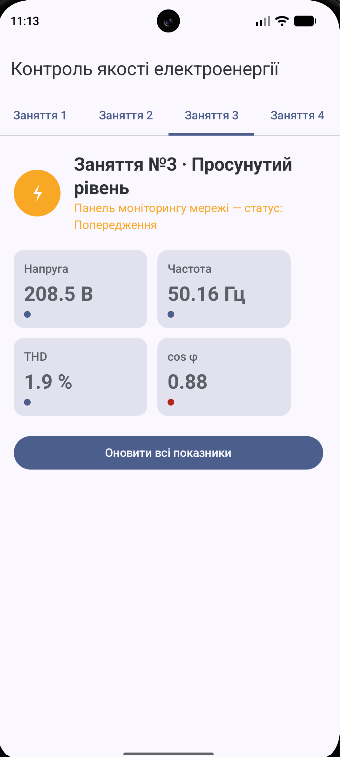 11:13
Контроль якості електроенергії
Заняття 1 Заняття 2 Заняття 3 Заняття 4
Заняття №3 · Просунутий
рівень
Панель моніторингу мережі — статус:
Попередження
Напруга
208.5 В
Частота
50.16 Гц
THD
1.9 %
cos φ
0.88
Оновити всі показники